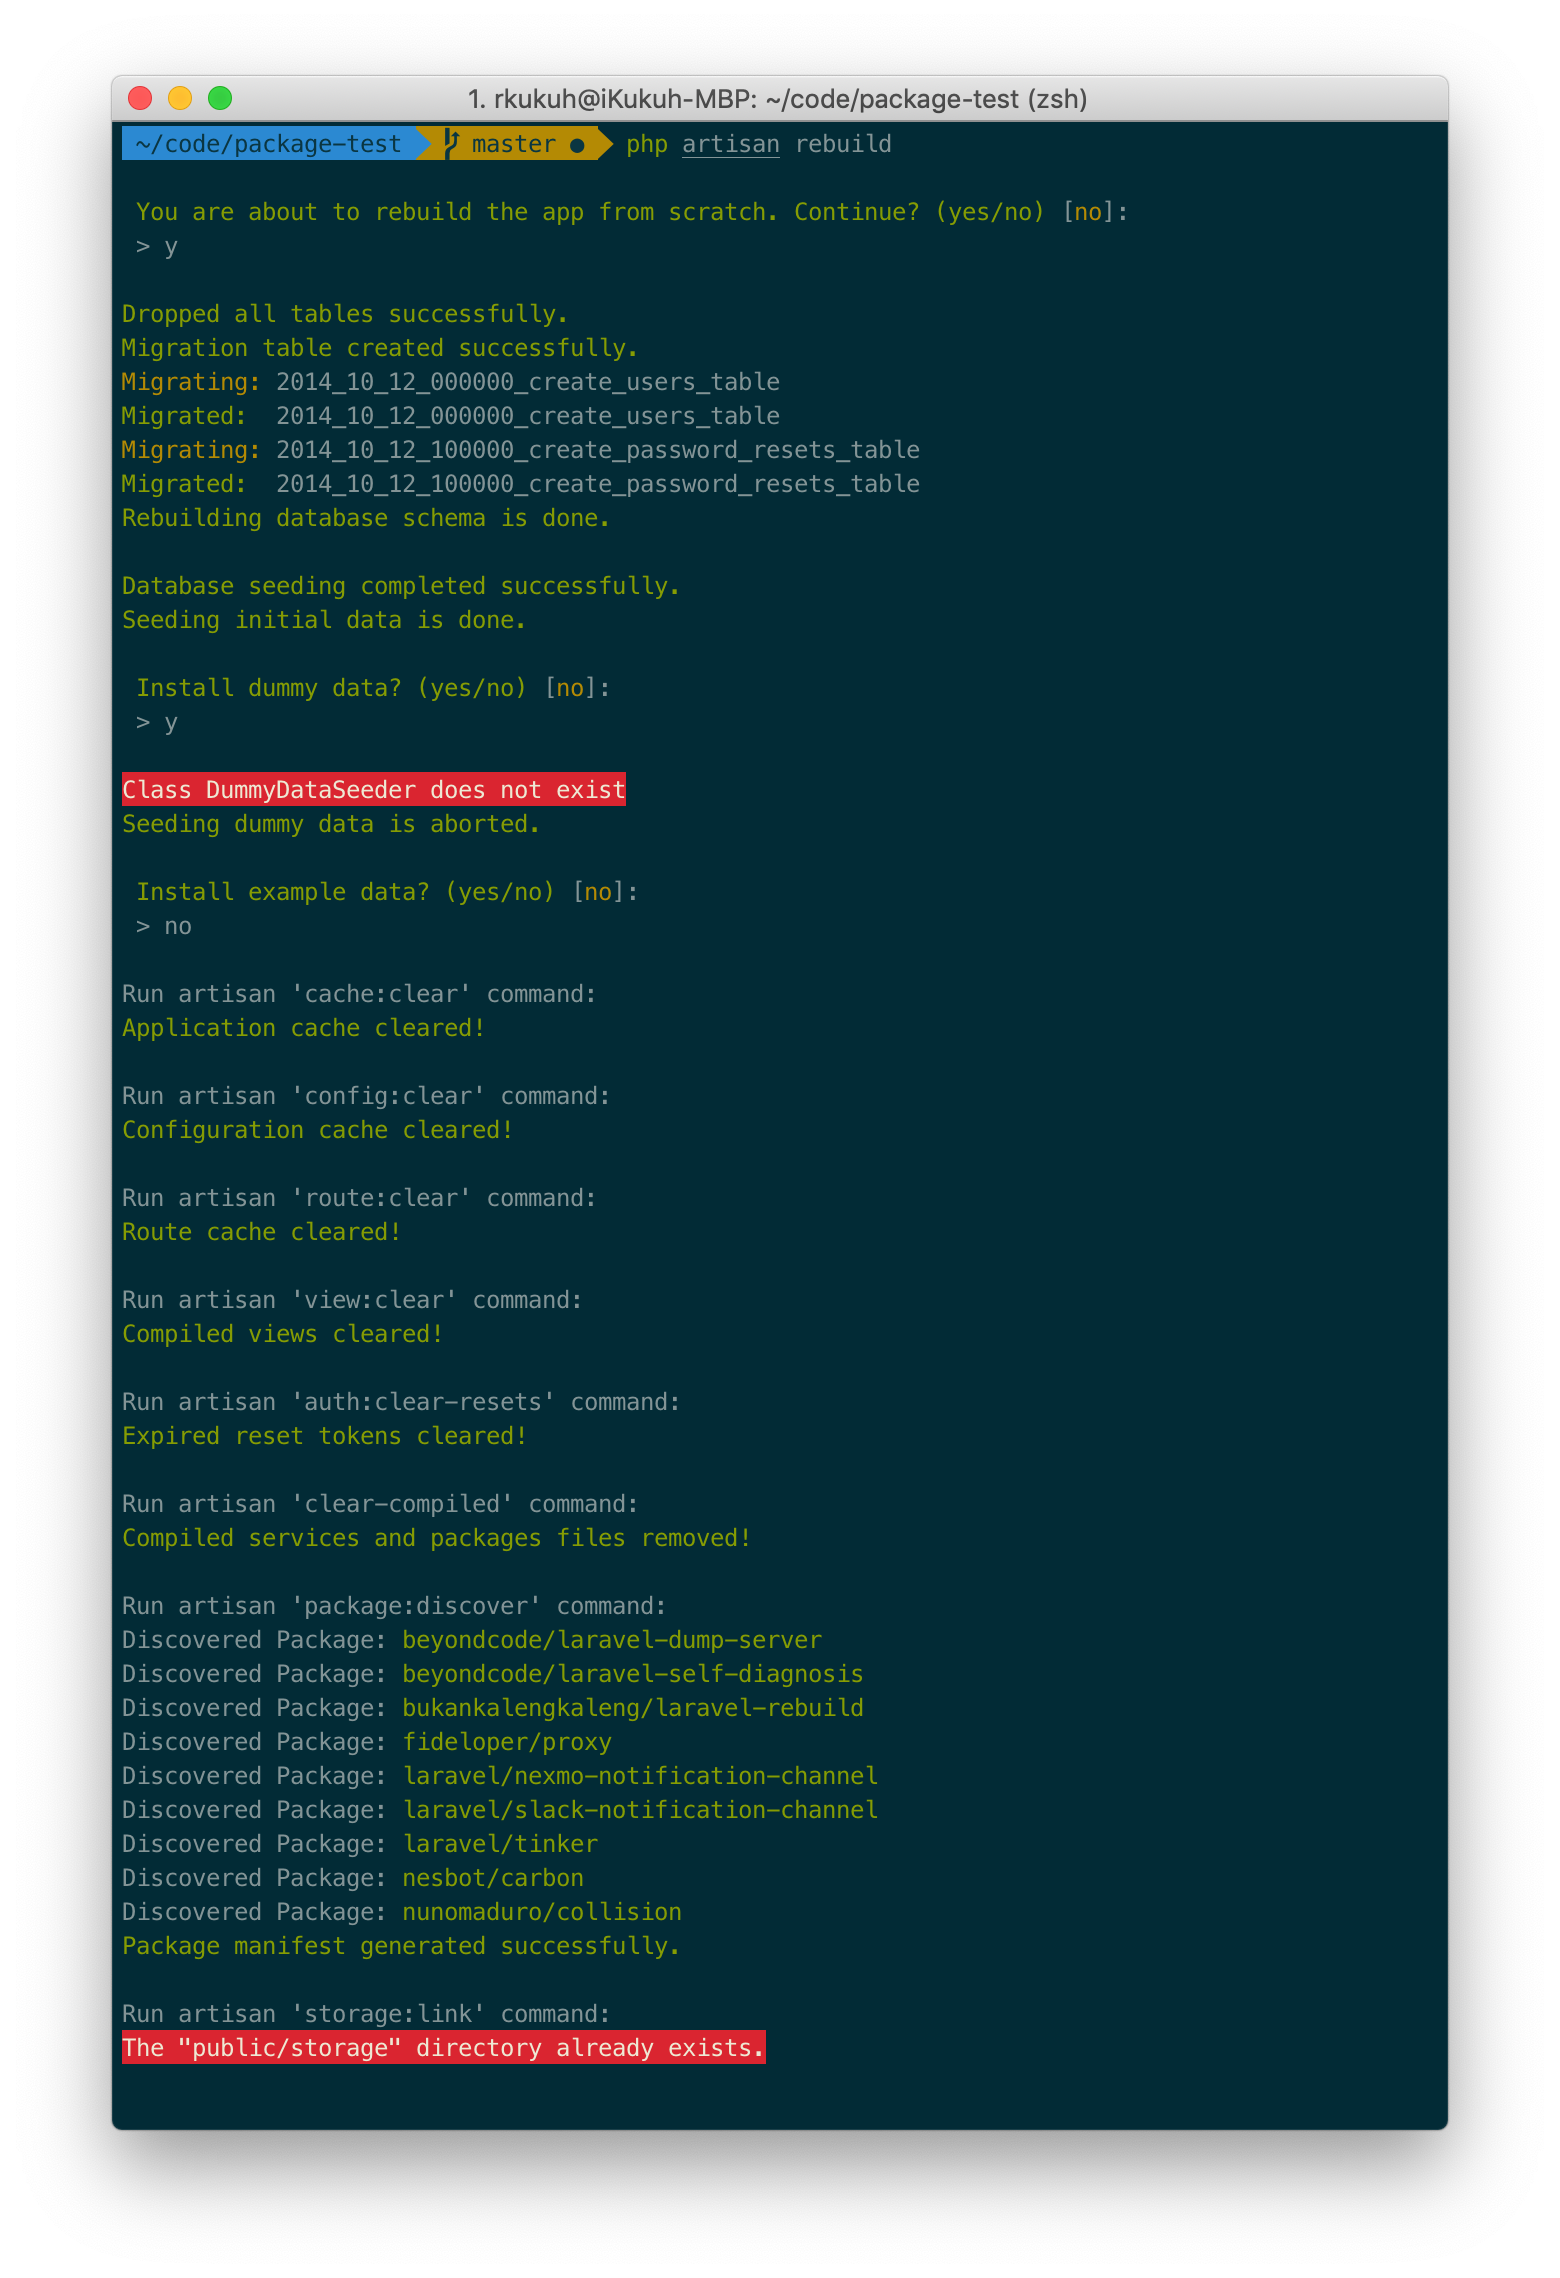 1. rkukuh@iKukuh-MBP: ~/code/package-test (zsh)
~/code/package-test master ● php artisan rebuild
You are about to rebuild the app from scratch. Continue? (yes/no) [no]:
> y
Dropped all tables successfully.
Migration table created successfully.
Migrating: 2014_10_12_000000_create_users_table
Migrated:  2014_10_12_000000_create_users_table
Migrating: 2014_10_12_100000_create_password_resets_table
Migrated:  2014_10_12_100000_create_password_resets_table
Rebuilding database schema is done.
Database seeding completed successfully.
Seeding initial data is done.
Install dummy data? (yes/no) [no]:
> y
Class DummyDataSeeder does not exist
Seeding dummy data is aborted.
Install example data? (yes/no) [no]:
> no
Run artisan 'cache:clear' command:
Application cache cleared!
Run artisan 'config:clear' command:
Configuration cache cleared!
Run artisan 'route:clear' command:
Route cache cleared!
Run artisan 'view:clear' command:
Compiled views cleared!
Run artisan 'auth:clear-resets' command:
Expired reset tokens cleared!
Run artisan 'clear-compiled' command:
Compiled services and packages files removed!
Run artisan 'package:discover' command:
Discovered Package: beyondcode/laravel-dump-server
Discovered Package: beyondcode/laravel-self-diagnosis
Discovered Package: bukankalengkaleng/laravel-rebuild
Discovered Package: fideloper/proxy
Discovered Package: laravel/nexmo-notification-channel
Discovered Package: laravel/slack-notification-channel
Discovered Package: laravel/tinker
Discovered Package: nesbot/carbon
Discovered Package: nunomaduro/collision
Package manifest generated successfully.
Run artisan 'storage:link' command:
The "public/storage" directory already exists.